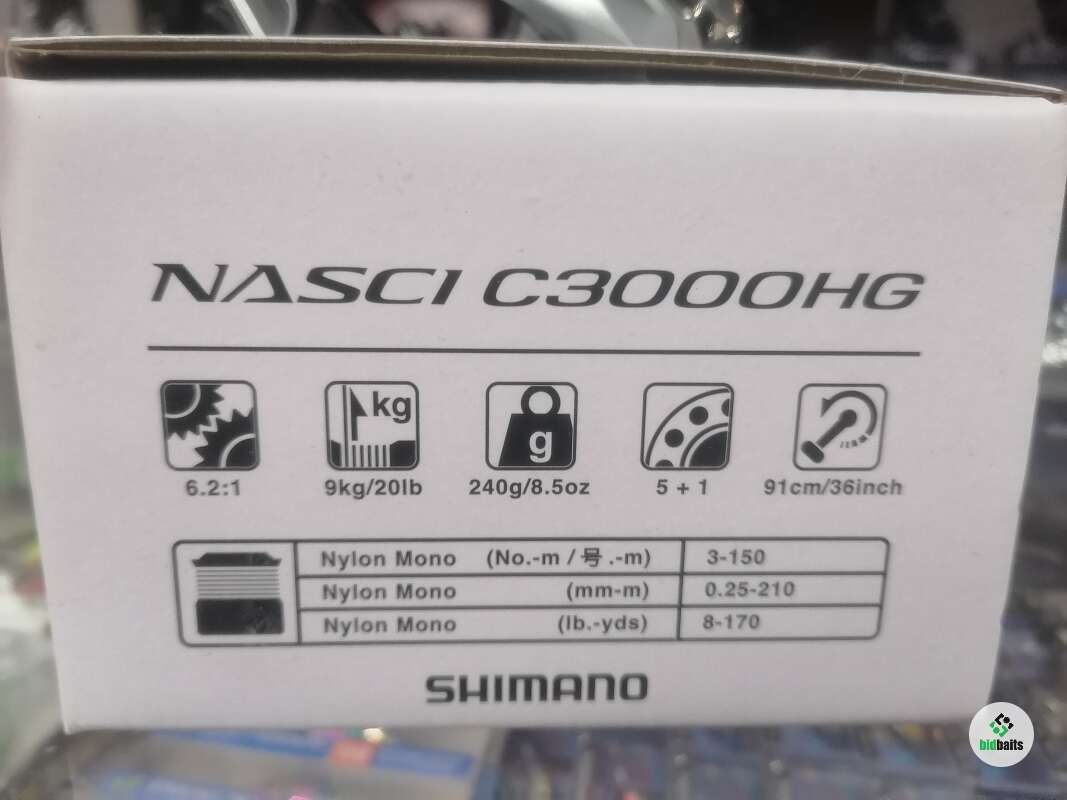 NASCI C3000HG
kg
g
6.2:1 9kg/20lb 240g/8.5oz 5 + 1 91cm/36inch
Nylon Mono (No.-m / 号 .-m) 3-150
Nylon Mono (mm-m) 0.25-210
Nylon Mono (lb.-yds) 8-170
SHIMANO
bidbaits